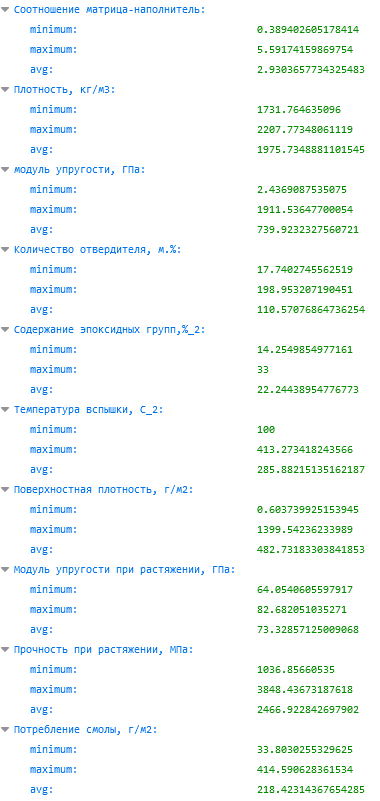 Соотношение матрица-наполнитель:
minimum: 0.389402605178414
maximum: 5.59174159869754
avg: 2.9303657734325483
Плотность, кг/м3:
minimum: 1731.764635096
maximum: 2207.77348061119
avg: 1975.7348881101545
модуль упругости, ГПа:
minimum: 2.4369087535075
maximum: 1911.53647700054
avg: 739.9232327560721
Количество отвердителя, м.%:
minimum: 17.7402745562519
maximum: 198.953207190451
avg: 110.57076864736254
Содержание эпоксидных групп,%_2:
minimum: 14.2549854977161
maximum: 33
avg: 22.24438954776773
Температура вспышки, С_2:
minimum: 100
maximum: 413.273418243566
avg: 285.88215135162187
Поверхностная плотность, г/м2:
minimum: 0.603739925153945
maximum: 1399.54236233989
avg: 482.73183303841853
Модуль упругости при растяжении, ГПа:
minimum: 64.0540605597917
maximum: 82.682051035271
avg: 73.32857125009068
Прочность при растяжении, МПа:
minimum: 1036.85660535
maximum: 3848.43673187618
avg: 2466.922842697902
Потребление смолы, г/м2:
minimum: 33.8030255329625
maximum: 414.590628361534
avg: 218.42314367654285